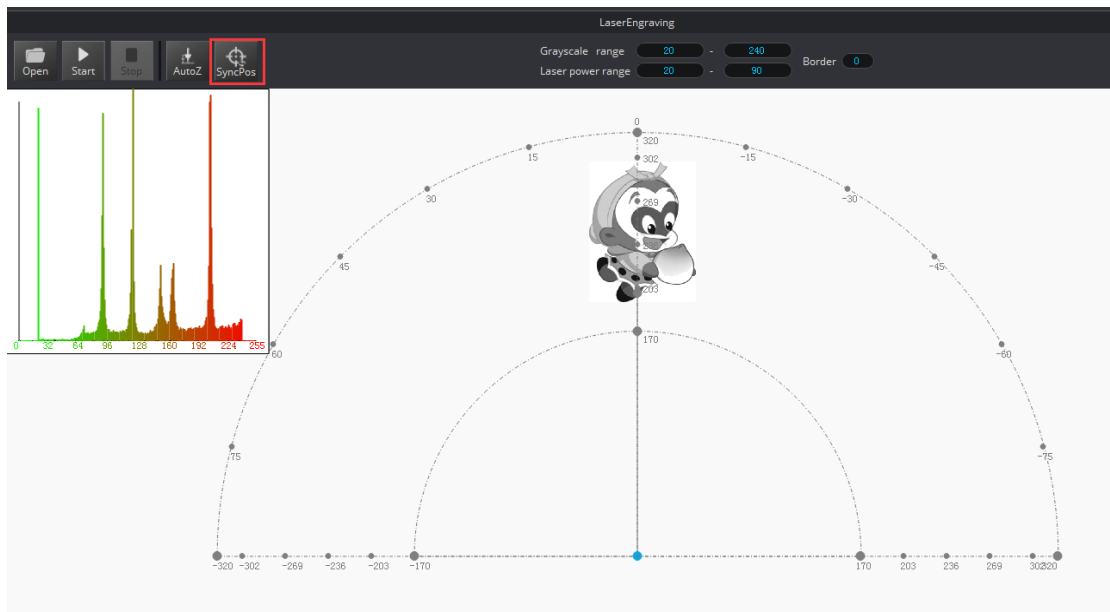 LaserEngraving
Open Start Stop AutoZ SyncPos
Grayscale range 20 - 240
Laser power range 20 - 90
Border 0
0 32 64 96 128 160 192 224 255
0
15 -15
30 -30
45 -45
60 -60
75 -75
320
302
269
236
203
170
-320 -302 -269 -236 -203 -170 170 203 236 269 302 320